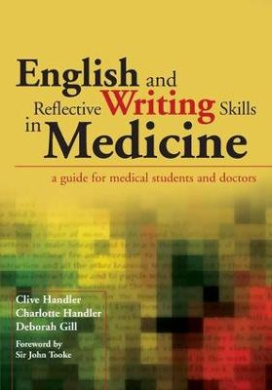 English and
Reflective Writing Skills
in Medicine
a guide for medical students and doctors
Clive Handler
Charlotte Handler
Deborah Gill
Foreword by
Sir John Tooke